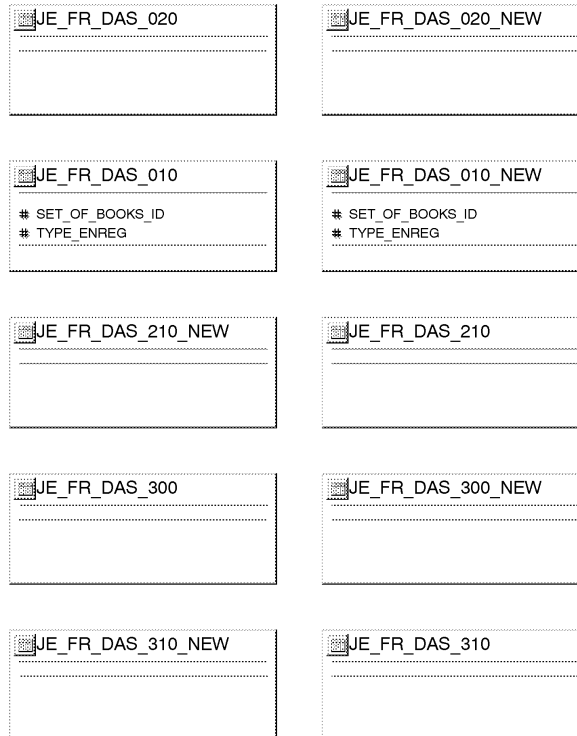 JE_FR_DAS_020
JE_FR_DAS_020_NEW
JE_FR_DAS_010
# SET_OF_BOOKS_ID
# TYPE_ENREG
JE_FR_DAS_010_NEW
# SET_OF_BOOKS_ID
# TYPE_ENREG
JE_FR_DAS_210_NEW
JE_FR_DAS_210
JE_FR_DAS_300
JE_FR_DAS_300_NEW
JE_FR_DAS_310_NEW
JE_FR_DAS_310